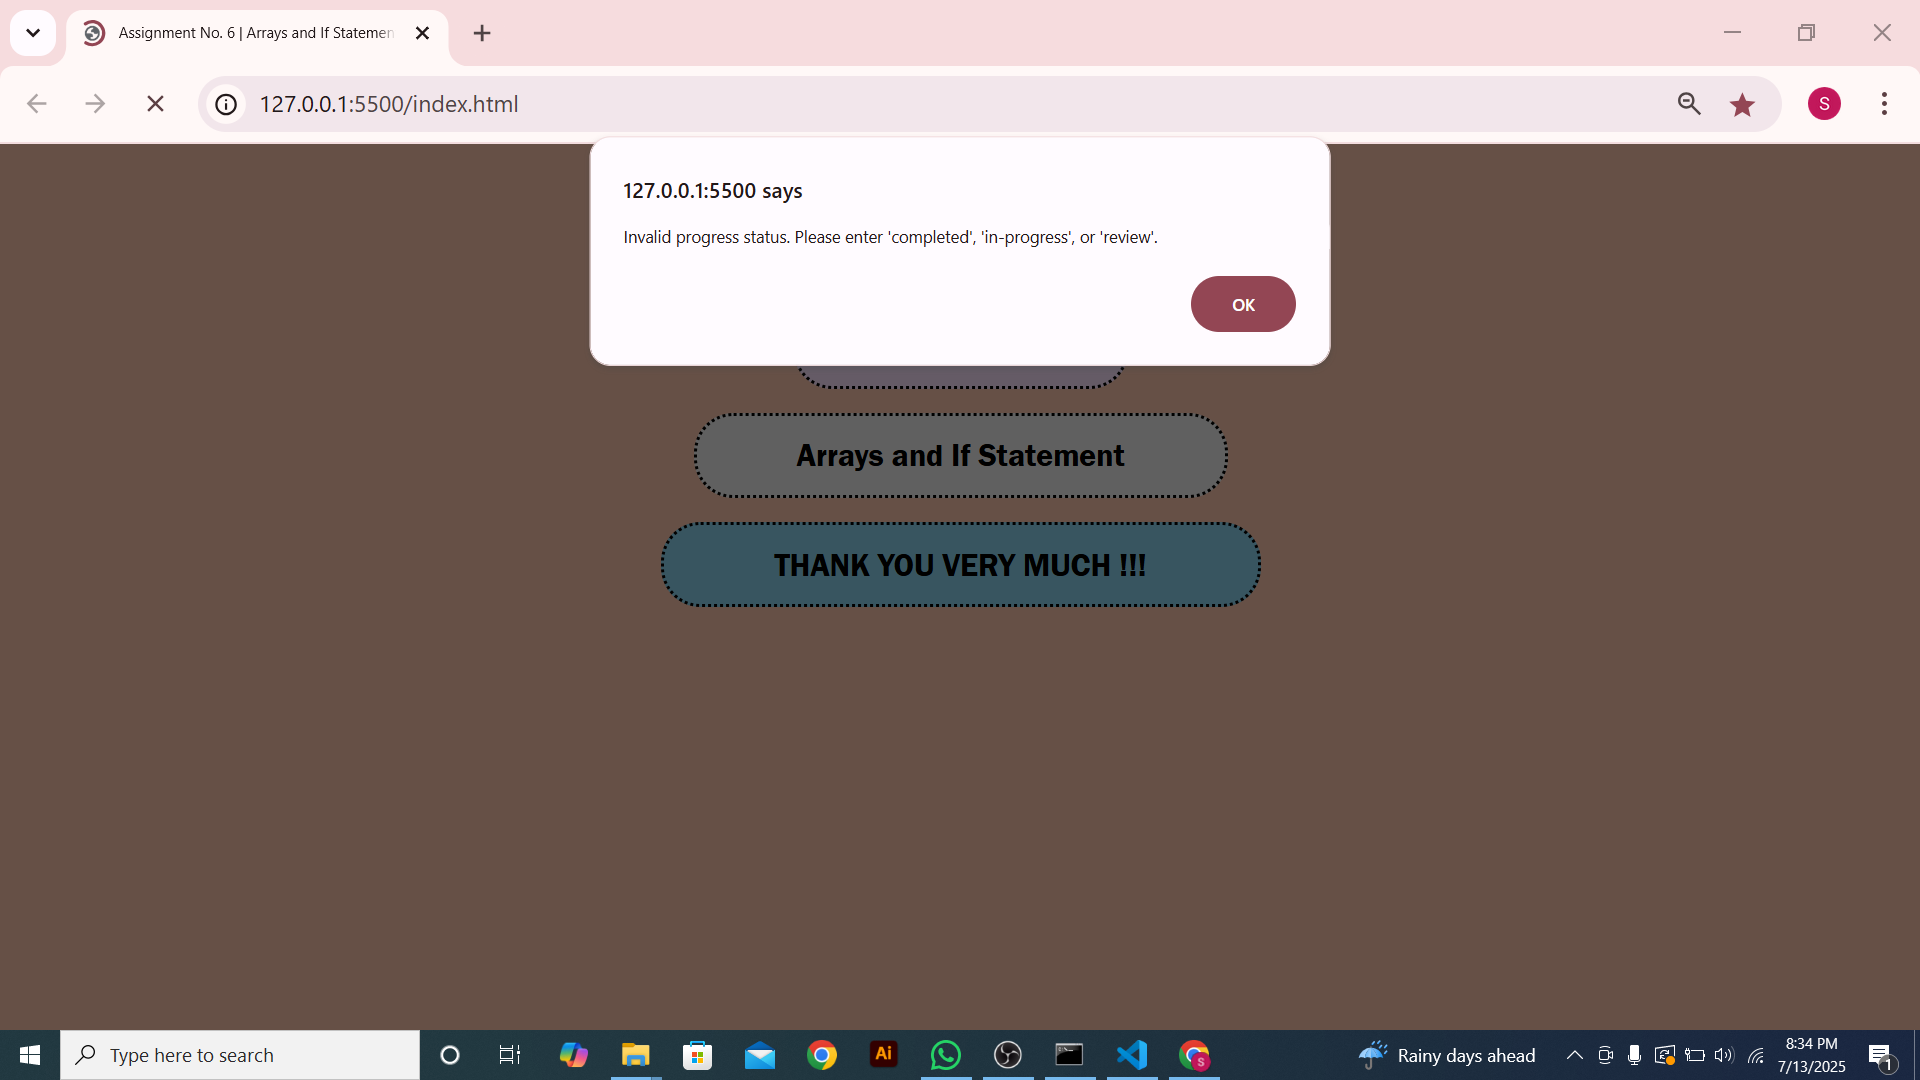 Assignment No. 6 | Arrays and If Statemen
127.0.0.1:5500/index.html
S
127.0.0.1:5500 says
Invalid progress status. Please enter 'completed', 'in-progress', or 'review'.
OK
Arrays and If Statement
THANK YOU VERY MUCH !!!
Type here to search
Ai
S
Rainy days ahead
8:34 PM
7/13/2025
1